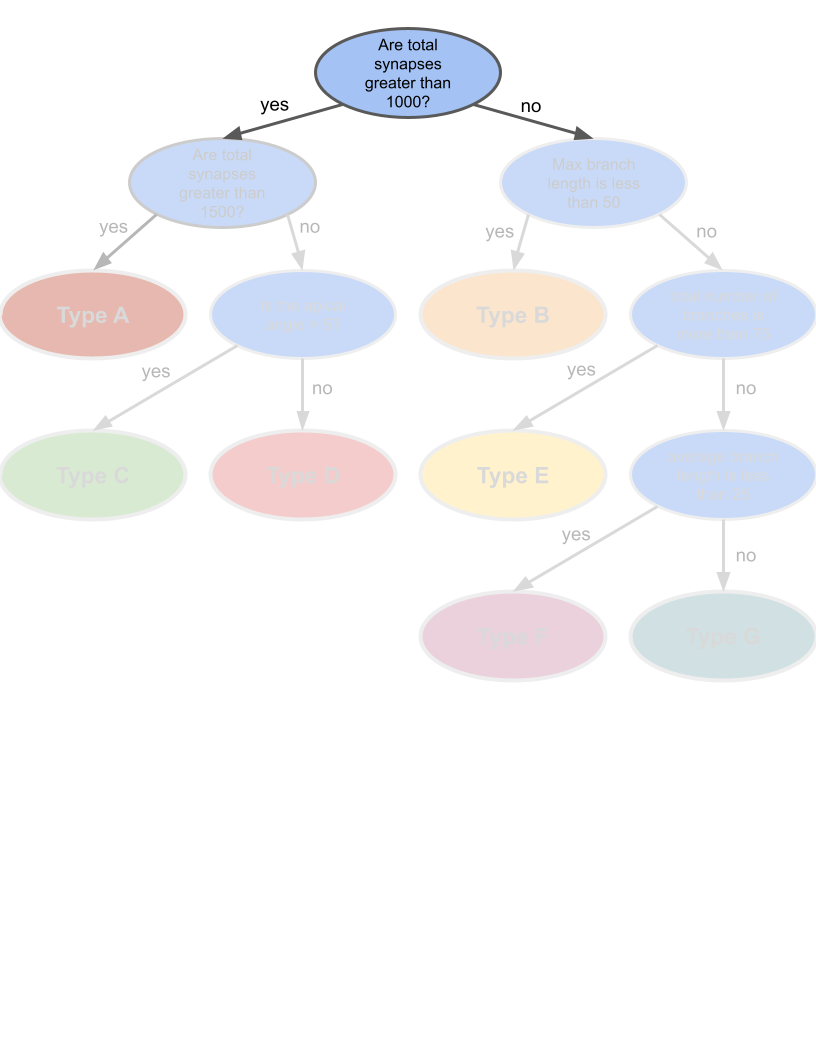 Are total
synapses
greater than
1000?
yes
no
Are total
synapses
greater than
1500?
Max branch
length is less
than 50
yes
no
yes
no
Type A
Type B
yes
no
yes
no
Type C
Type D
Type E
yes
no
Type F
Type G